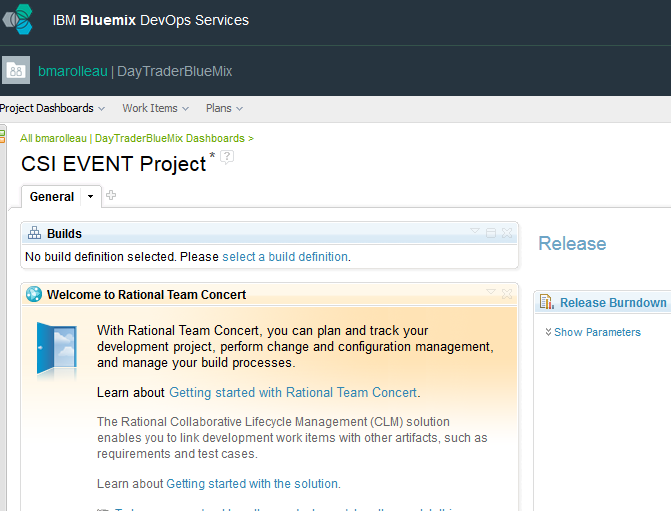 IBM Bluemix DevOps Services
bmarolleau | DayTraderBlueMix
Project Dashboards Work Items Plans
All bmarolleau | DayTraderBlueMix Dashboards >
CSI EVENT Project * ?
General
Builds
No build definition selected. Please select a build definition.
Welcome to Rational Team Concert
With Rational Team Concert, you can plan and track your
development project, perform change and configuration management,
and manage your build processes.
Learn about Getting started with Rational Team Concert.
The Rational Collaborative Lifecycle Management (CLM) solution
enables you to link development work items with other artifacts, such as
requirements and test cases.
Learn about Getting started with the solution.
Release
Release Burndown
Show Parameters